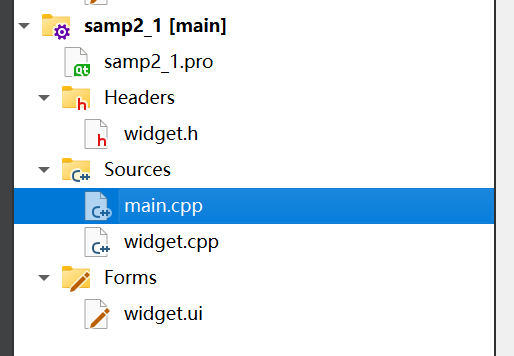 samp2_1 [main]
samp2_1.pro
Headers
widget.h
Sources
main.cpp
widget.cpp
Forms
widget.ui